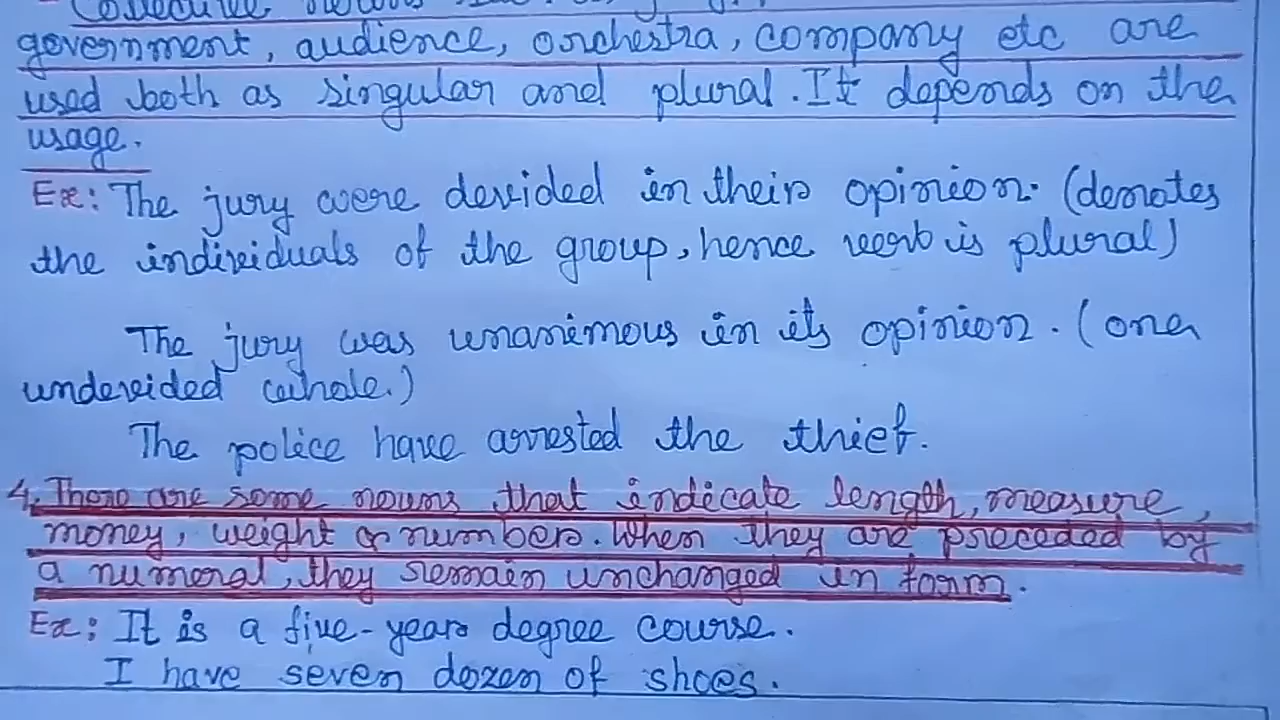 government, audience, orchestra, company etc are
used both as singular and plural. It depends on the
usage.
Ex: The jury were devided in their opinion. (denotes
the individuals of the group, hence verb is plural)
The jury was unanimous in its opinion. (one
undevided whole.)
The police have arrested the thief.
4. There are some nouns that indicate length, measure,
money, weight or number. When they are preceded by
a numeral, they remain unchanged in form.
Ex: It is a five-year degree course.
I have seven dozen of shoes.